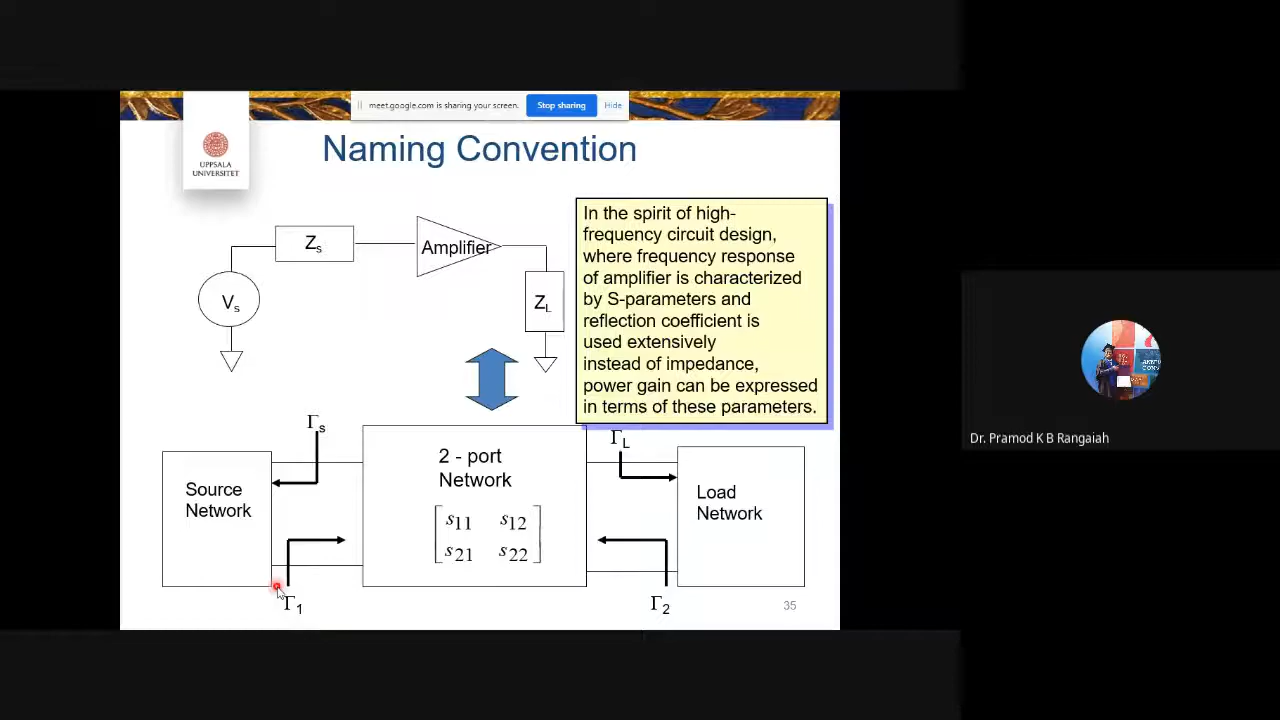 meet.google.com is sharing your screen.
Stop sharing
Hide
UPPSALA
UNIVERSITET
Naming Convention
Zs
Amplifier
Vs
ZL
In the spirit of high-
frequency circuit design,
where frequency response
of amplifier is characterized
by S-parameters and
reflection coefficient is
used extensively
instead of impedance,
power gain can be expressed
in terms of these parameters.
Γs
ΓL
Source
Network
2 - port
Network
s11 s12
s21 s22
Load
Network
Γ1
Γ2
35
Dr. Pramod K B Rangaiah